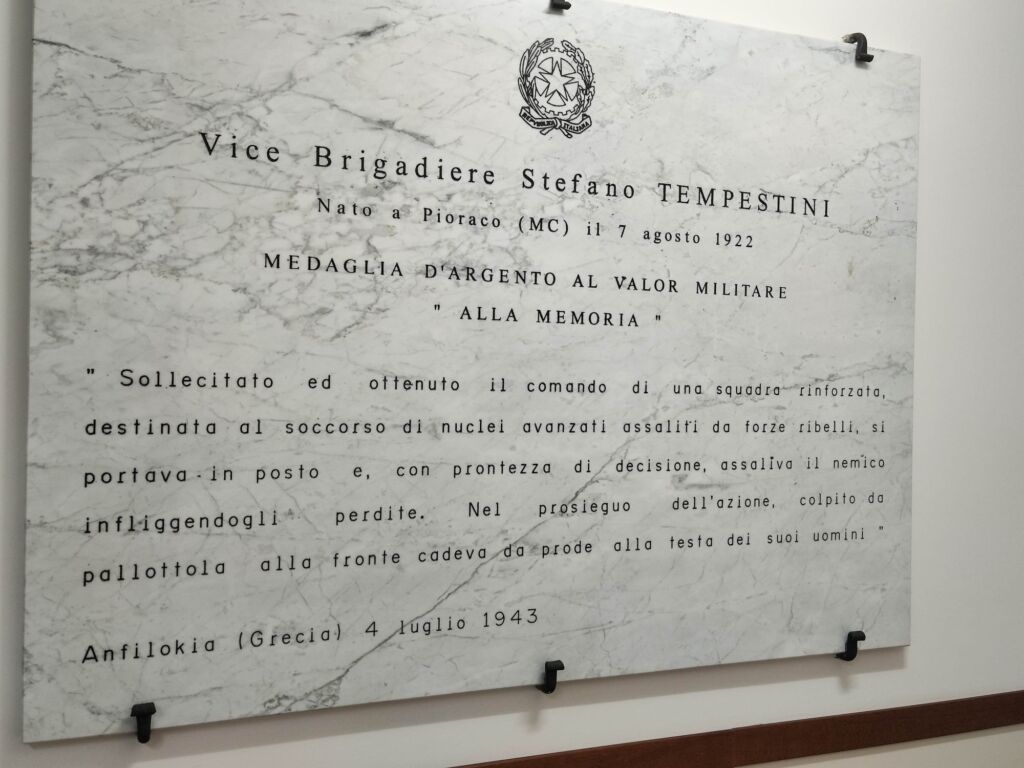 REPVBBLICA ITALIANA
Vice Brigadiere Stefano TEMPESTINI
Nato a Pioraco (MC) il 7 agosto 1922
MEDAGLIA D'ARGENTO AL VALOR MILITARE
" ALLA MEMORIA "
" Sollecitato ed ottenuto il comando di una squadra rinforzata,
destinata al soccorso di nuclei avanzati assaliti da forze ribelli, si
portava in posto e, con prontezza di decisione, assaliva il nemico
infliggendogli perdite. Nel prosieguo dell'azione, colpito da
pallottola alla fronte cadeva da prode alla testa dei suoi uomini "
Anfilokia (Grecia) 4 luglio 1943